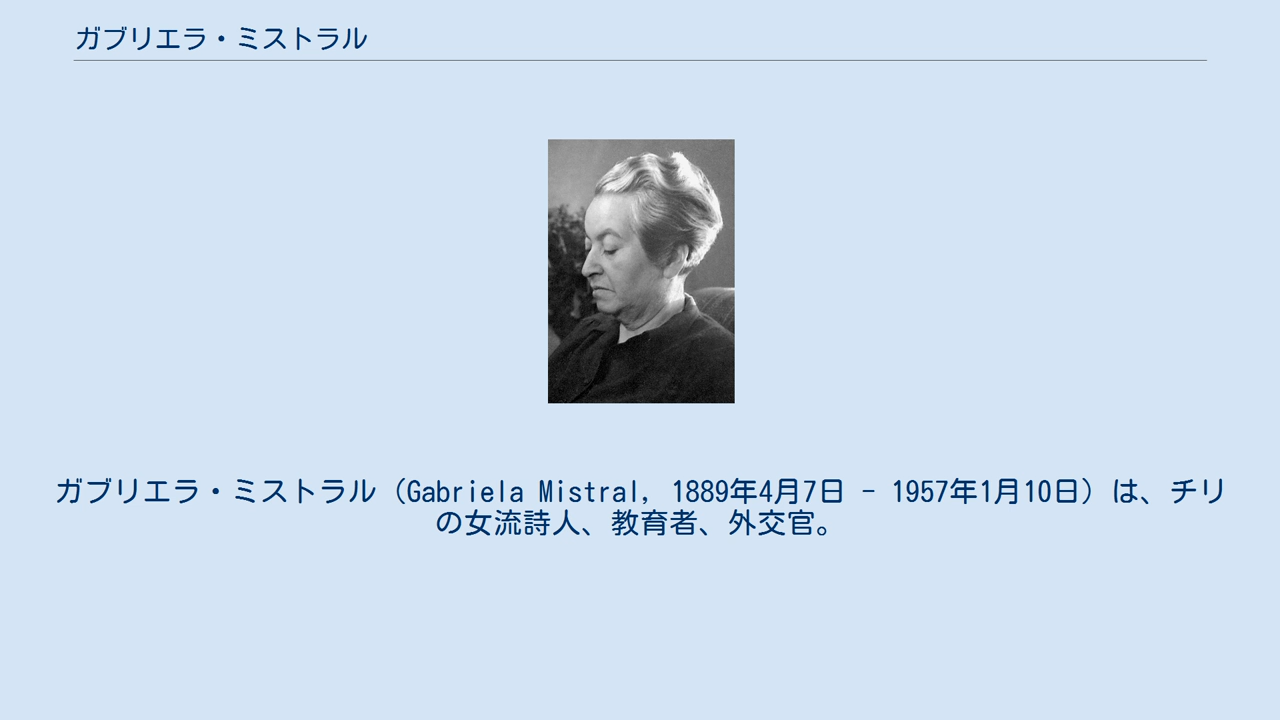 ガブリエラ・ミストラル
ガブリエラ・ミストラル（Gabriela Mistral, 1889年4月7日 - 1957年1月10日）は、チリ
の女流詩人、教育者、外交官。